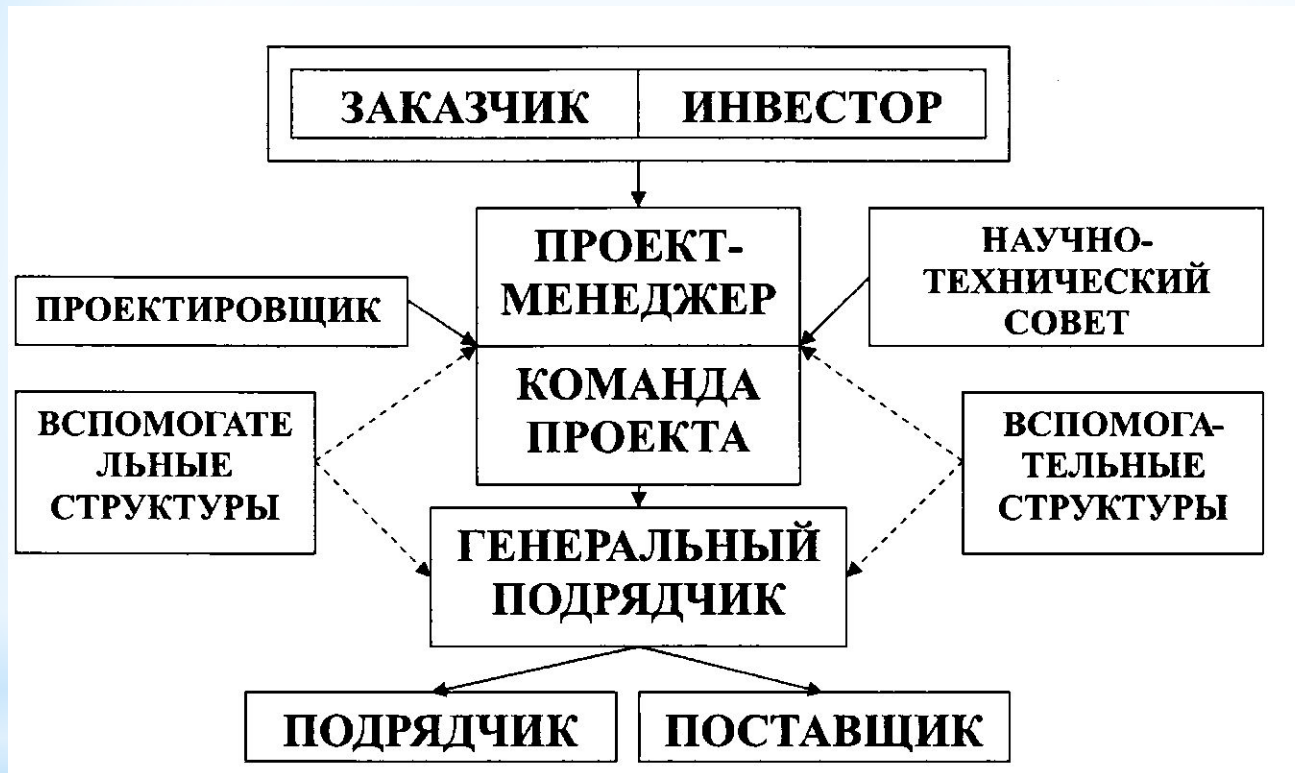 ЗАКАЗЧИК ИНВЕСТОР
ПРОЕКТ-
МЕНЕДЖЕР
НАУЧНО-
ТЕХНИЧЕСКИЙ
СОВЕТ
ПРОЕКТИРОВЩИК
КОМАНДА
ПРОЕКТА
ВСПОМОГАТЕ
ЛЬНЫЕ
СТРУКТУРЫ
ВСПОМОГА-
ТЕЛЬНЫЕ
СТРУКТУРЫ
ГЕНЕРАЛЬНЫЙ
ПОДРЯДЧИК
ПОДРЯДЧИК
ПОСТАВЩИК